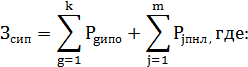 Зсип = ∑(g=1, k) Pgипо + ∑(j=1, m) Pjпнл, где: